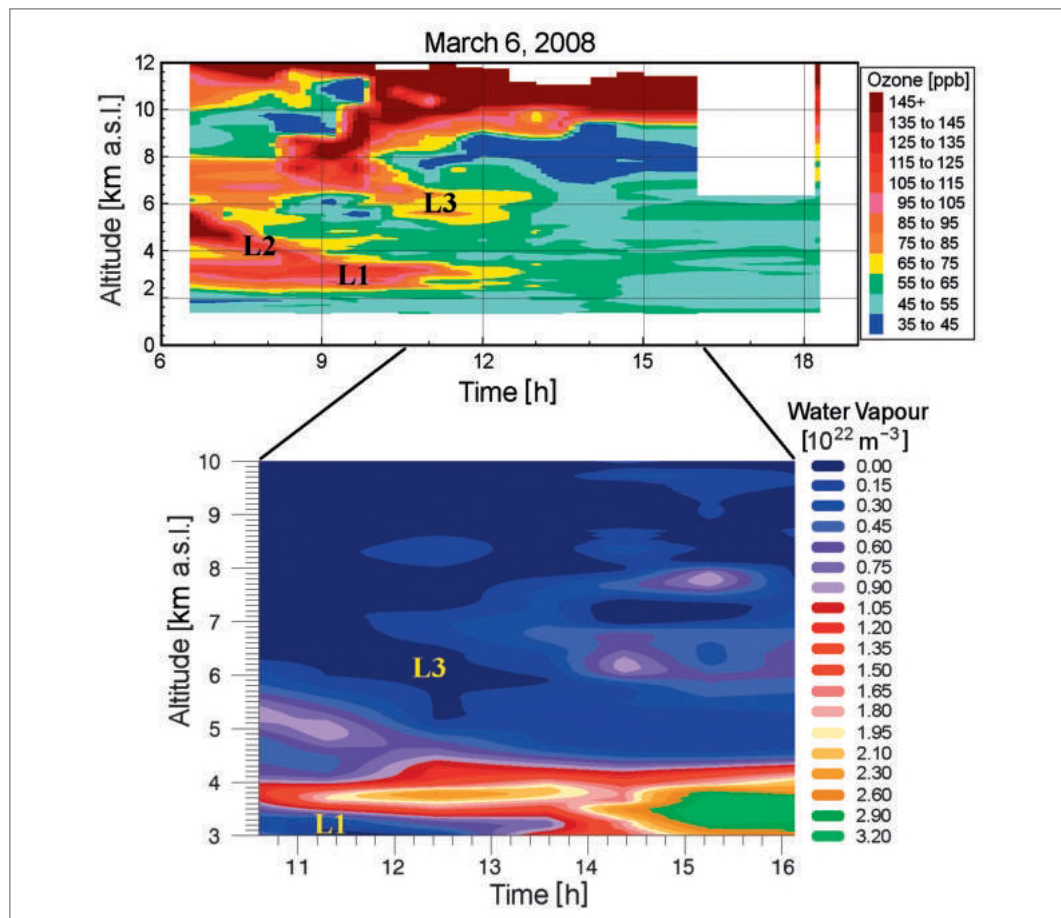 March 6, 2008
12
10
8
6
4
2
0
Altitude [km a.s.l.]
L3
L2
L1
6
9
12
15
18
Time [h]
Ozone [ppb]
145+
135 to 145
125 to 135
115 to 125
105 to 115
95 to 105
85 to 95
75 to 85
65 to 75
55 to 65
45 to 55
35 to 45
10
9
8
7
6
5
4
3
Altitude [km a.s.l.]
L3
L1
11
12
13
14
15
16
Time [h]
Water Vapour
[10²² m⁻³]
0.00
0.15
0.30
0.45
0.60
0.75
0.90
1.05
1.20
1.35
1.50
1.65
1.80
1.95
2.10
2.30
2.60
2.90
3.20